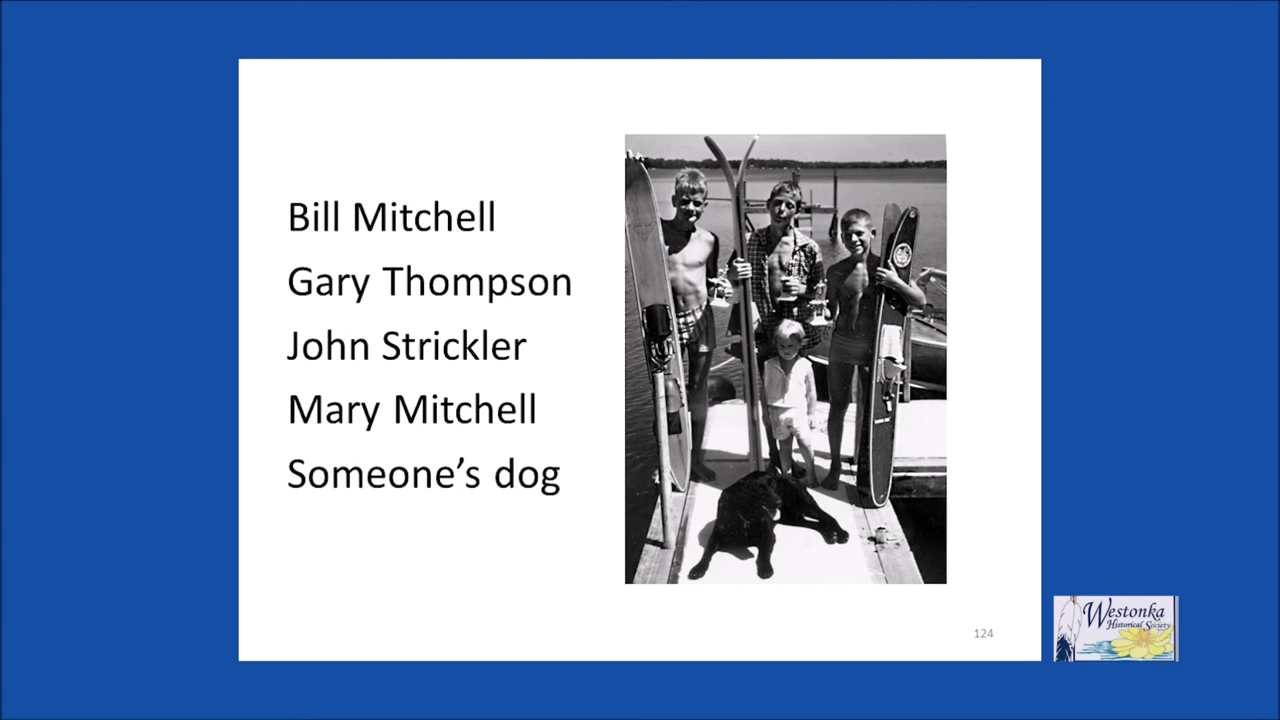 Bill Mitchell
Gary Thompson
John Strickler
Mary Mitchell
Someone’s dog
124
Westonka
Historical Society